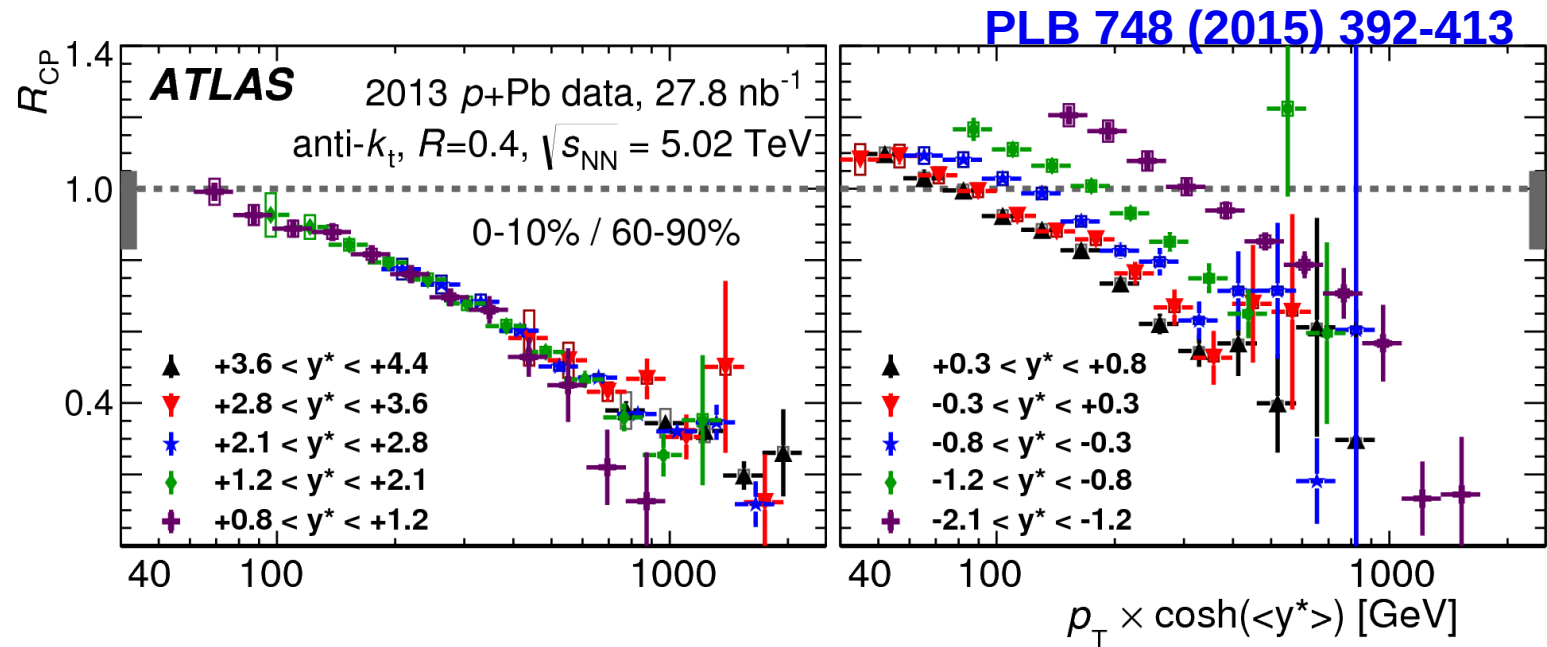 PLB 748 (2015) 392-413
R_CP
1.4
1.0
0.4
ATLAS
2013 p+Pb data, 27.8 nb⁻¹
anti-k_t, R=0.4, √s_NN = 5.02 TeV
0-10% / 60-90%
+3.6 < y* < +4.4
+2.8 < y* < +3.6
+2.1 < y* < +2.8
+1.2 < y* < +2.1
+0.8 < y* < +1.2
+0.3 < y* < +0.8
-0.3 < y* < +0.3
-0.8 < y* < -0.3
-1.2 < y* < -0.8
-2.1 < y* < -1.2
40 100 1000
40 100 1000
p_T × cosh(<y*>) [GeV]